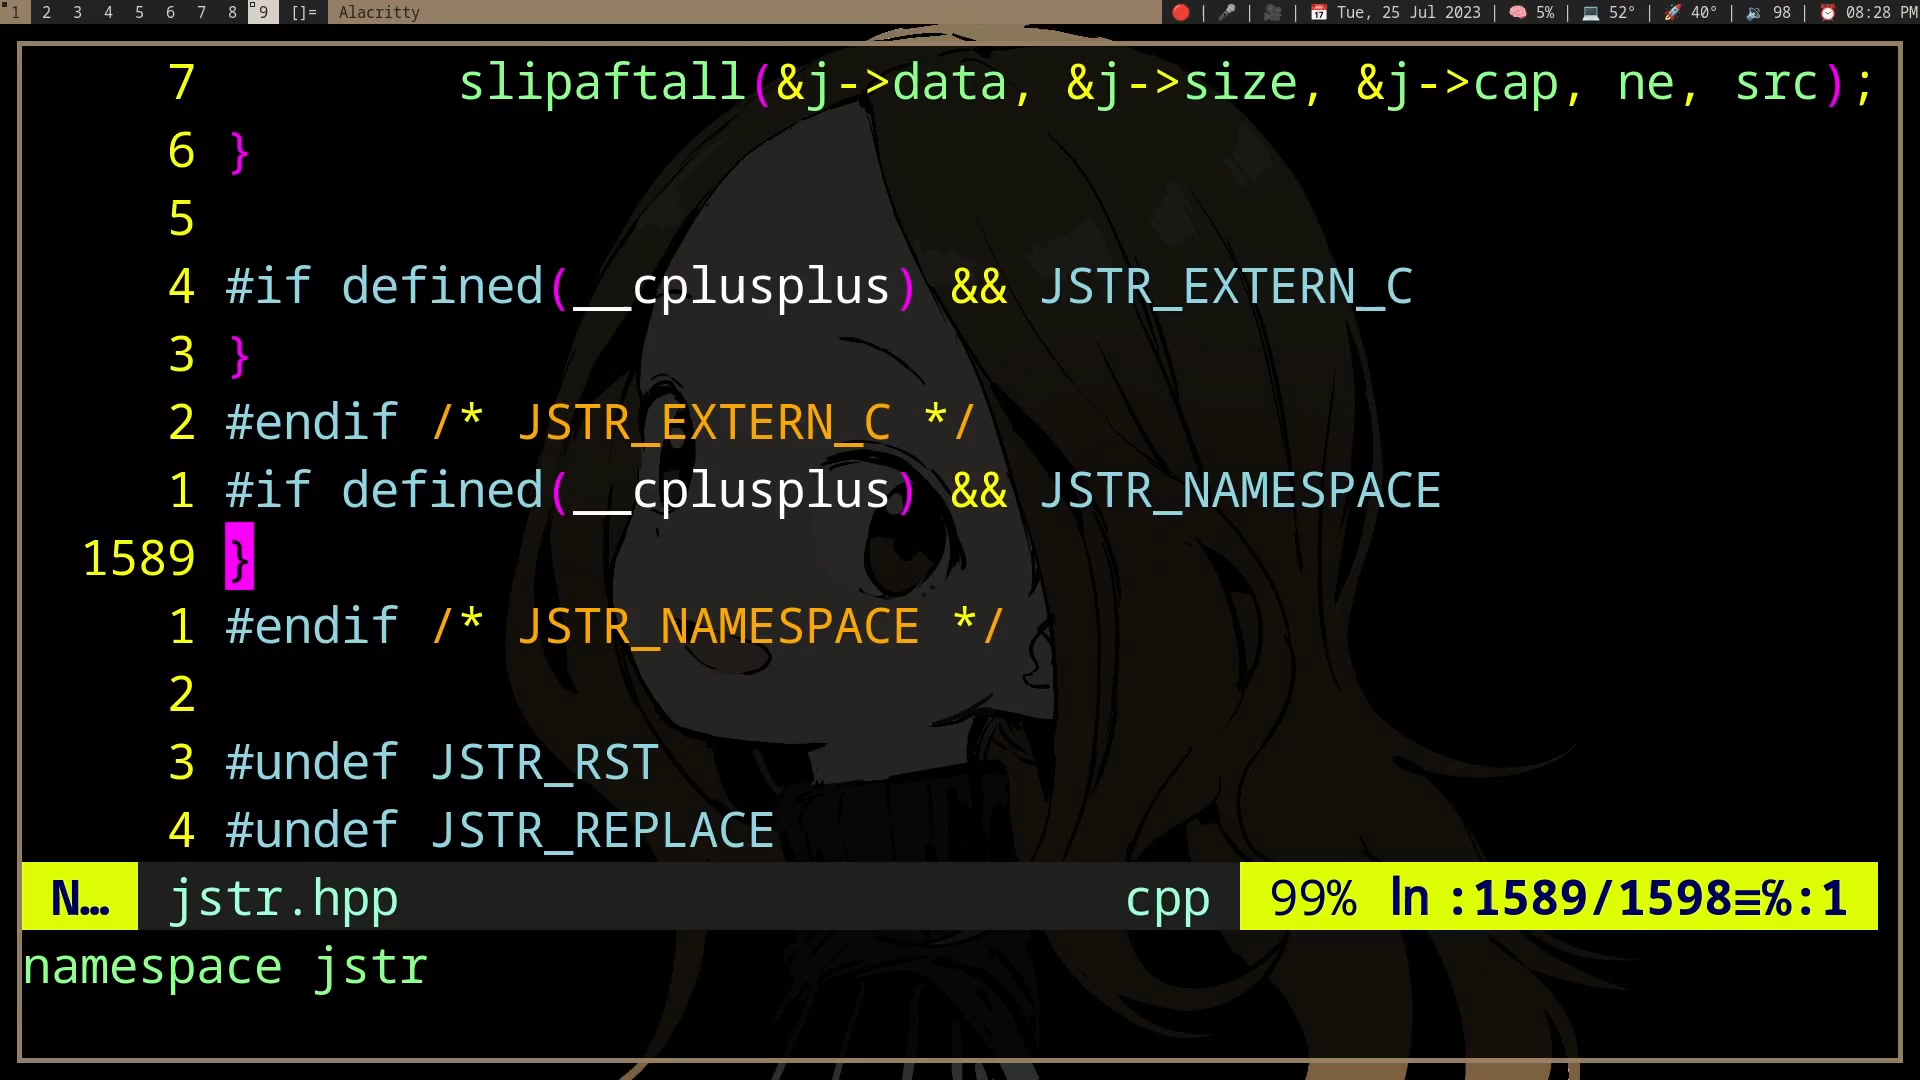 1 2 3 4 5 6 7 8 9 []= Alacritty | | | Tue, 25 Jul 2023 | 5% | 52° | 40° | 98 | 08:28 PM
7 slipaftall(&j->data, &j->size, &j->cap, ne, src);
6 }
5
4 #if defined(__cplusplus) && JSTR_EXTERN_C
3 }
2 #endif /* JSTR_EXTERN_C */
1 #if defined(__cplusplus) && JSTR_NAMESPACE
1589 }
1 #endif /* JSTR_NAMESPACE */
2
3 #undef JSTR_RST
4 #undef JSTR_REPLACE
N… jstr.hpp cpp 99% ln :1589/1598≡℅:1
namespace jstr